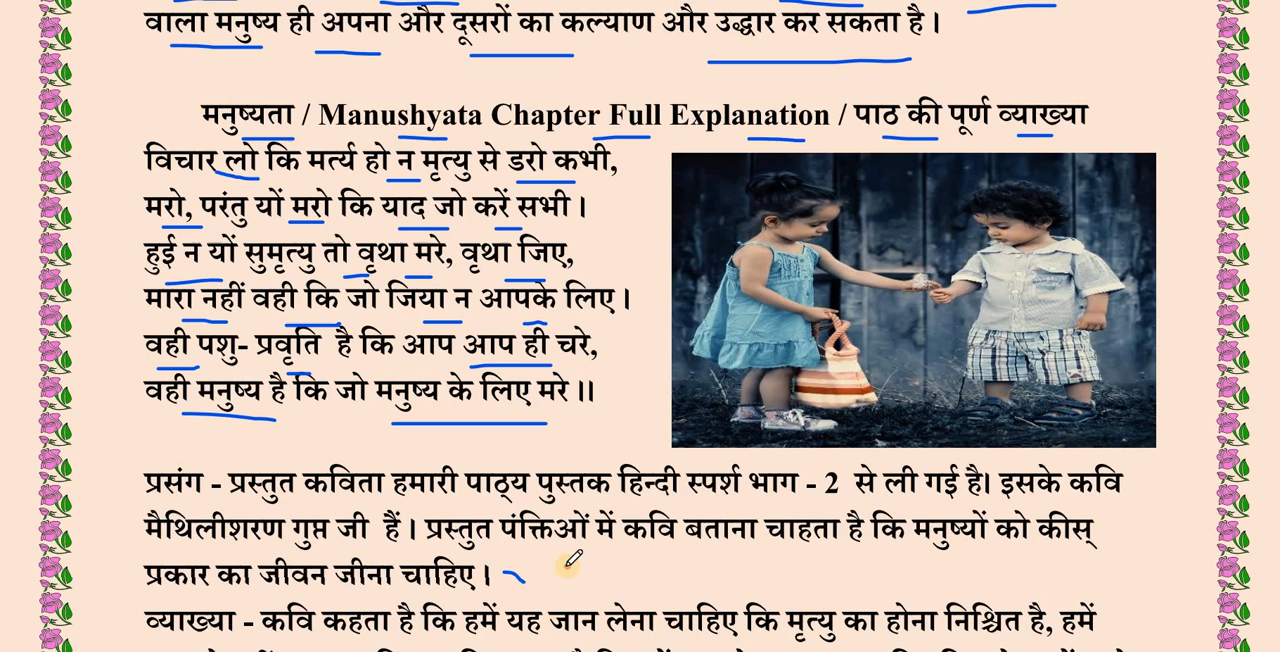 वाला मनुष्य ही अपना और दूसरों का कल्याण और उद्धार कर सकता है।
मनुष्यता / Manushyata Chapter Full Explanation / पाठ की पूर्ण व्याख्या
विचार लो कि मर्त्य हो न मृत्यु से डरो कभी,
मरो, परंतु यों मरो कि याद जो करें सभी।
हुई न यों सुमृत्यु तो वृथा मरे, वृथा जिए,
मारा नहीं वही कि जो जिया न आपके लिए।
वही पशु- प्रवृति है कि आप आप ही चरे,
वही मनुष्य है कि जो मनुष्य के लिए मरे।।
प्रसंग - प्रस्तुत कविता हमारी पाठ्य पुस्तक हिन्दी स्पर्श भाग - 2 से ली गई है। इसके कवि
मैथिलीशरण गुप्त जी हैं। प्रस्तुत पंक्तिओं में कवि बताना चाहता है कि मनुष्यों को कीस्
प्रकार का जीवन जीना चाहिए।
व्याख्या - कवि कहता है कि हमें यह जान लेना चाहिए कि मृत्यु का होना निश्चित है, हमें